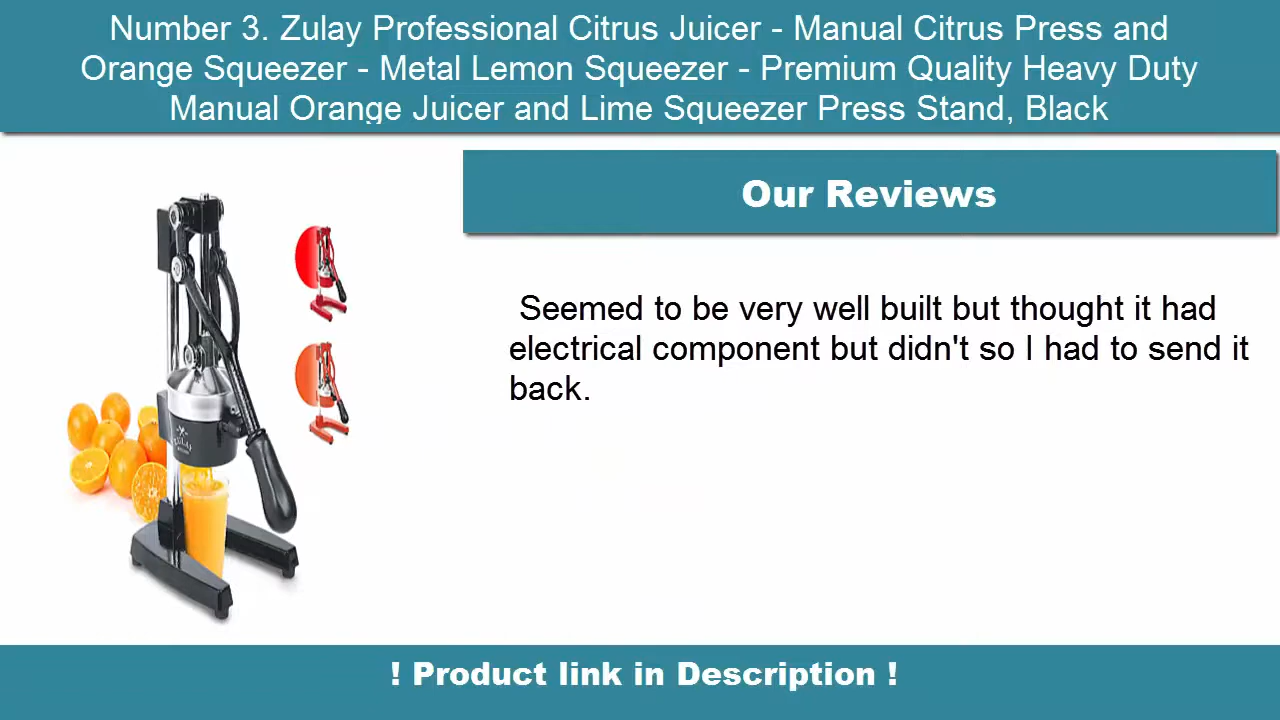 Number 3. Zulay Professional Citrus Juicer - Manual Citrus Press and
Orange Squeezer - Metal Lemon Squeezer - Premium Quality Heavy Duty
Manual Orange Juicer and Lime Squeezer Press Stand, Black
Our Reviews
Seemed to be very well built but thought it had
electrical component but didn't so I had to send it
back.
ZULAY
! Product link in Description !